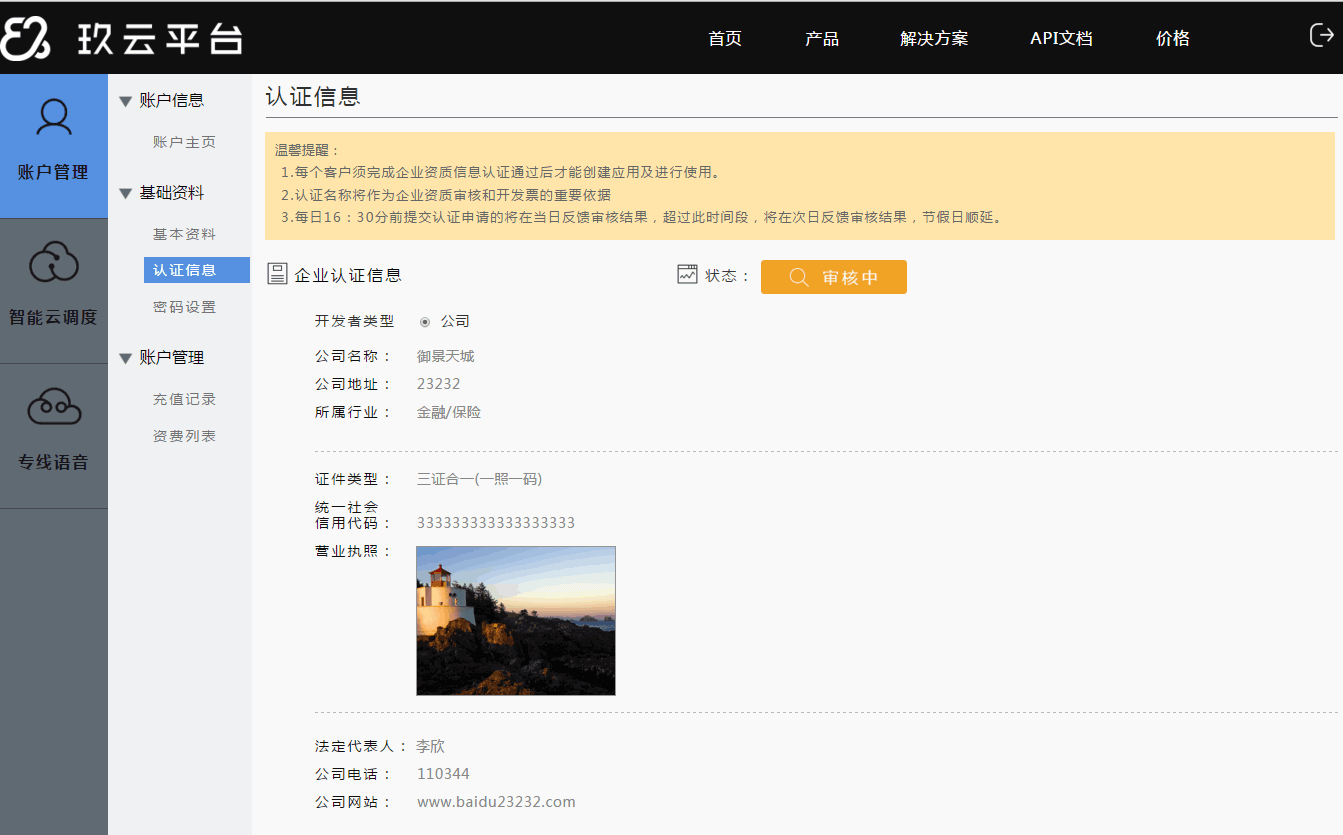 玖云平台
首页 产品 解决方案 API文档 价格
账户管理
智能云调度
专线语音
账户信息
账户主页
基础资料
基本资料
认证信息
密码设置
账户管理
充值记录
资费列表
认证信息
温馨提醒：
1.每个客户须完成企业资质信息认证通过后才能创建应用及进行使用。
2.认证名称将作为企业资质审核和开发票的重要依据
3.每日16：30分前提交认证申请的将在当日反馈审核结果，超过此时间段，将在次日反馈审核结果，节假日顺延。
企业认证信息 状态： 审核中
开发者类型 公司
公司名称： 御景天城
公司地址： 23232
所属行业： 金融/保险
证件类型： 三证合一(一照一码)
统一社会
信用代码： 333333333333333333
营业执照：
法定代表人： 李欣
公司电话： 110344
公司网站： www.baidu23232.com